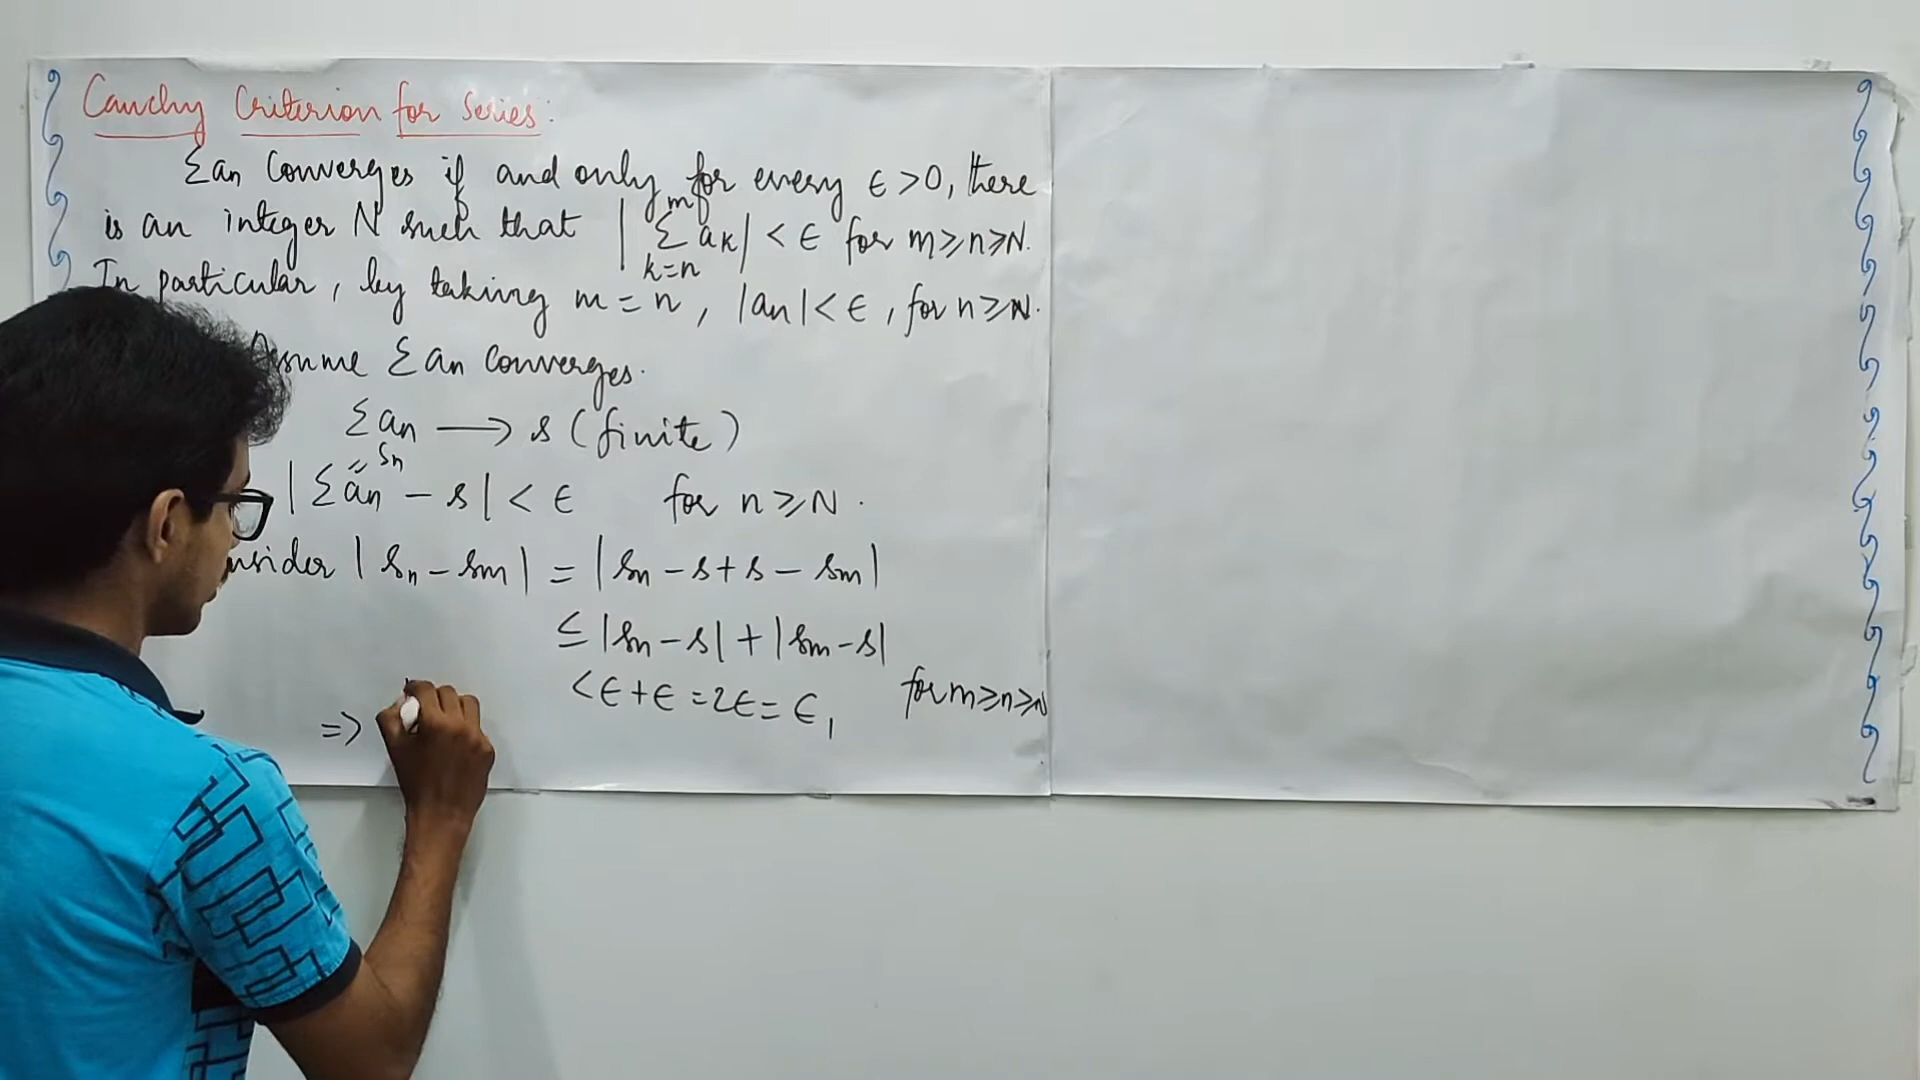 Cauchy Criterion for Series:
Σan Converges if and only for every ϵ>0, there
is an integer N such that | Σ_{k=n}^{m} ak | < ϵ for m≥n≥N.
In particular, by taking m = n, |an| < ϵ, for n≥N.
Assume Σan Converges.
Σan ⟶ s (finite)
Sn
|Σan - s| < ϵ for n≥N.
|sn - sm| = |sn - s + s - sm|
≤ |sn - s| + |sm - s|
< ϵ + ϵ = 2ϵ = ϵ1 for m≥n≥N
⇒